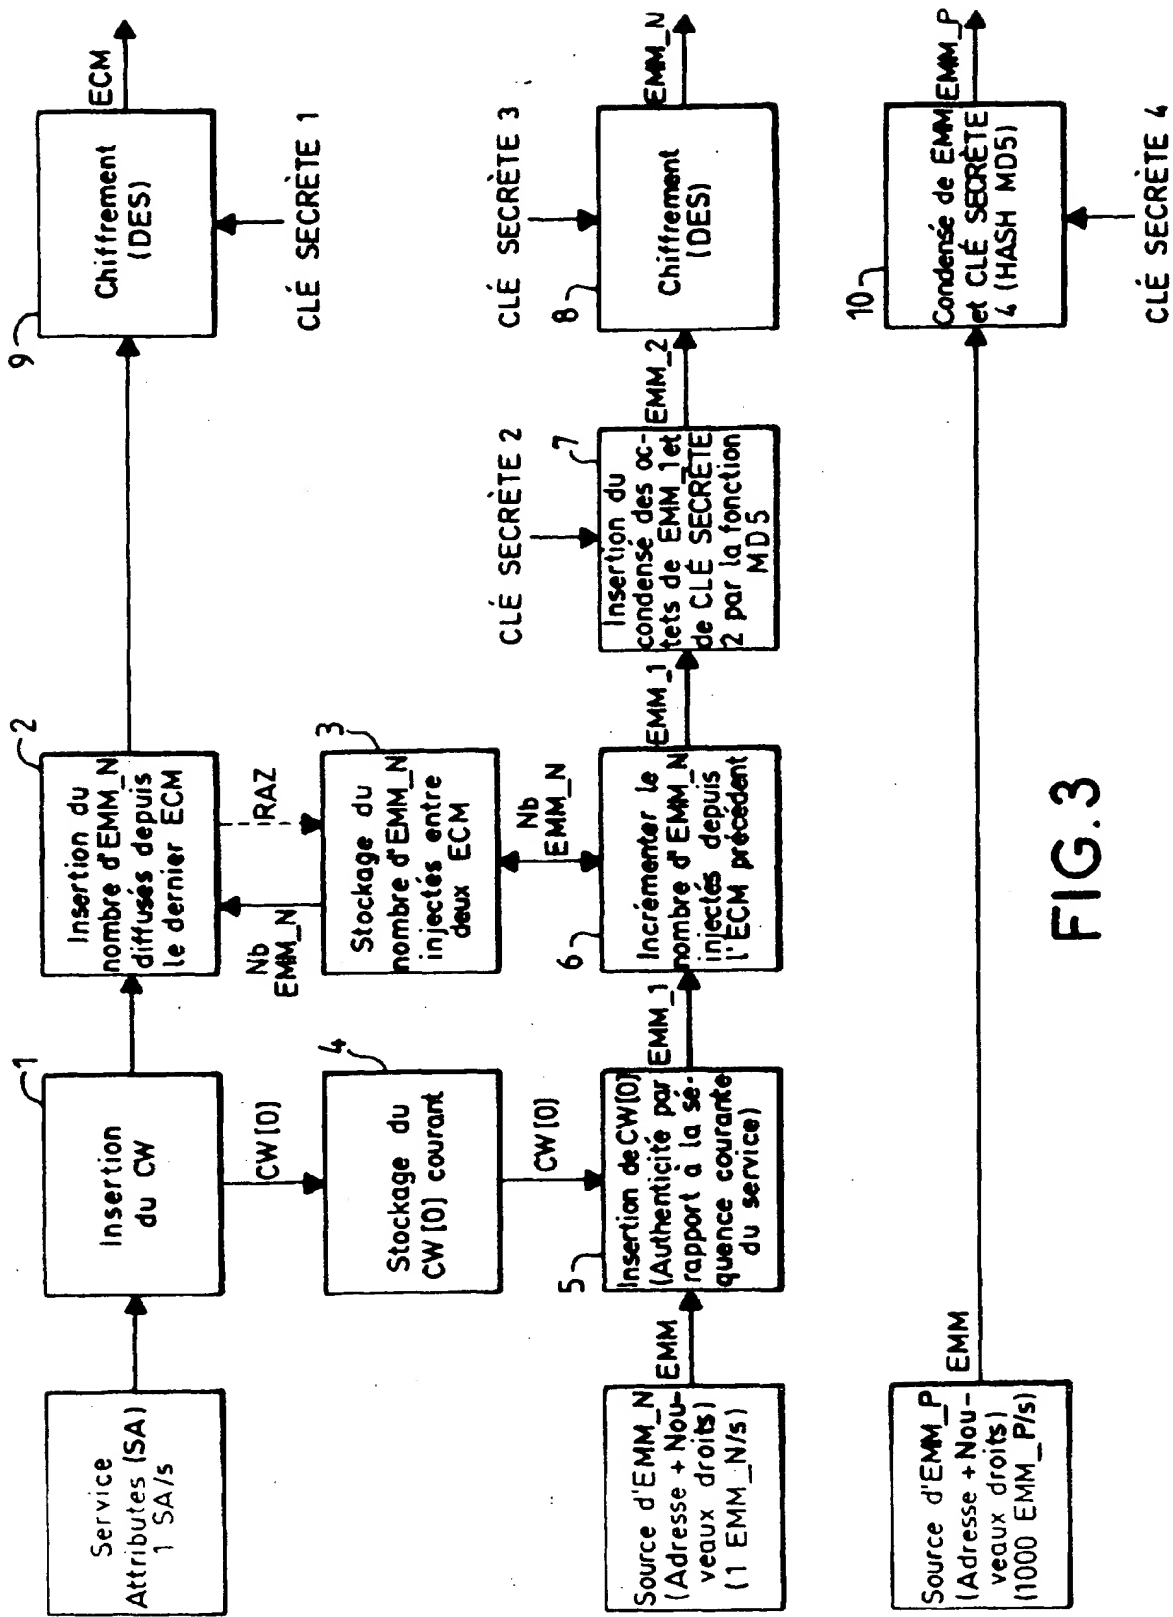 Service
Attributes (SA)
1 SA/s
1
Insertion
du CW
2
Insertion du
nombre d'EMM_N
diffusés depuis
le dernier ECM
9
Chiffrement
(DES)
ECM
CLÉ SECRÈTE 1
CW[0]
Nb
EMM_N
RAZ
4
Stockage du
CW[0] courant
3
Stockage du
nombre d'EMM_N
injectés entre
deux ECM
CW[0]
Nb
EMM_N
CLÉ SECRÈTE 2
CLÉ SECRÈTE 3
Source d'EMM_N
(Adresse + Nou-
veaux droits)
(1 EMM_N/s)
EMM
5
Insertion de CW[0]
(Authenticité par
rapport à la sé-
quence courante
du service)
EMM_1
6
Incrémenter le
nombre d'EMM_N
injectés depuis
l'ECM précédent
EMM_1
7
Insertion du
condensé des oc-
tets de EMM_1 et
de CLÉ SECRÈTE
2 par la fonction
MD5
EMM_2
8
Chiffrement
(DES)
EMM_N
Source d'EMM_P
(Adresse + Nou-
veaux droits)
(1000 EMM_P/s)
EMM
10
Condensé de EMM
et CLÉ SECRÈTE
4 (HASH MD5)
EMM_P
CLÉ SECRÈTE 4
FIG.3